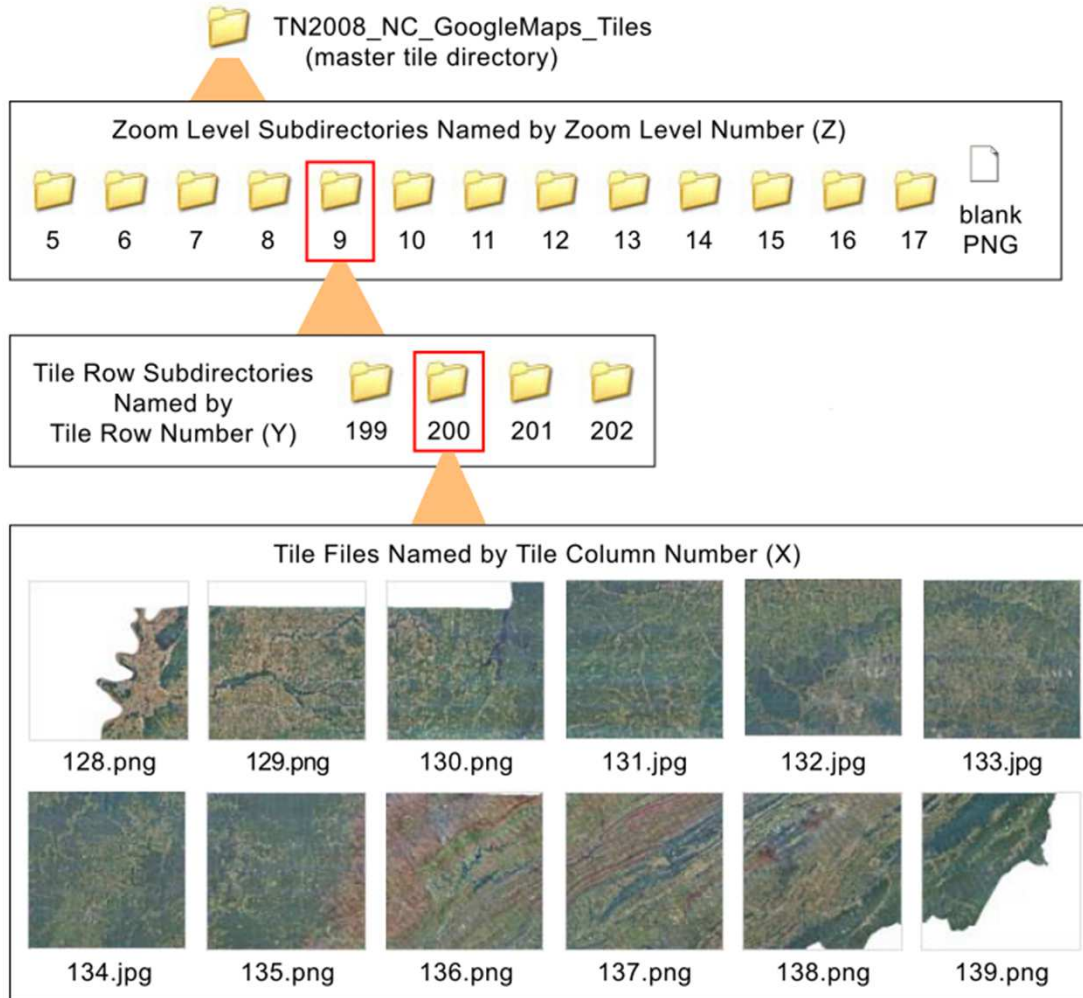 TN2008_NC_GoogleMaps_Tiles
(master tile directory)
Zoom Level Subdirectories Named by Zoom Level Number (Z)
5 6 7 8 9 10 11 12 13 14 15 16 17
blank
PNG
Tile Row Subdirectories
Named by
Tile Row Number (Y)
199 200 201 202
Tile Files Named by Tile Column Number (X)
128.png 129.png 130.png 131.jpg 132.jpg 133.jpg
134.jpg 135.png 136.png 137.png 138.png 139.png